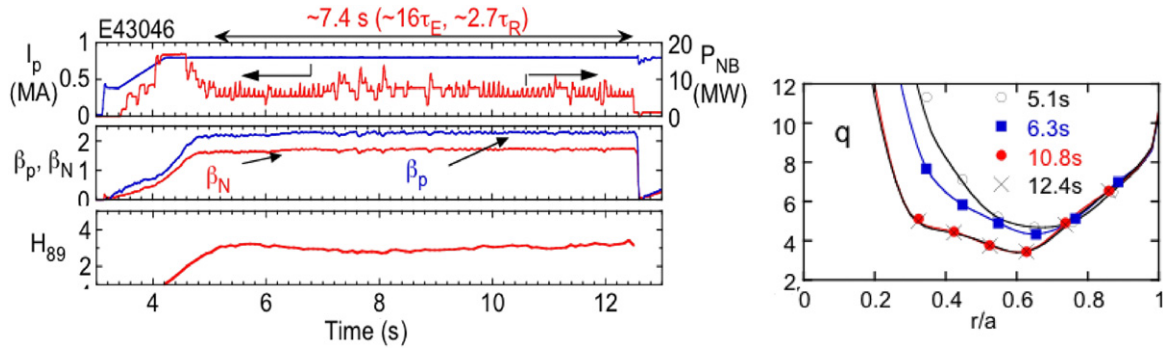 ~7.4 s (~16τE, ~2.7τR)
E43046
Ip
(MA)
1
0.5
0
20
10
0
PNB
(MW)
βp, βN
2
1
0
βN
βp
H89
4
2
4 6 8 10 12
Time (s)
12
10
8
6
4
2
q
5.1s
6.3s
10.8s
12.4s
0 0.2 0.4 0.6 0.8 1
r/a